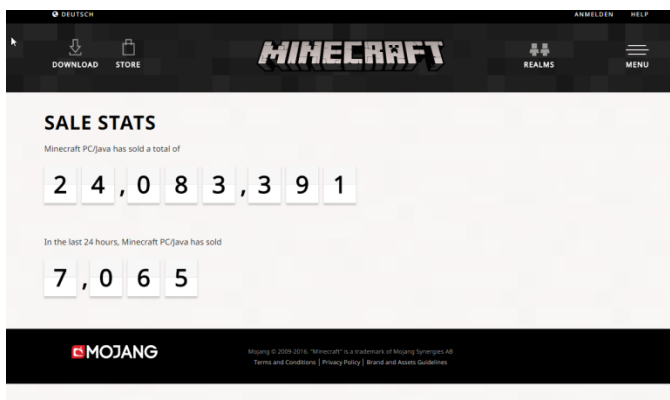 DEUTSCH
ANMELDEN HELP
DOWNLOAD STORE
MINECRAFT
REALMS
MENU
SALE STATS
Minecraft PC/Java has sold a total of
24,083,391
In the last 24 hours, Minecraft PC/Java has sold
7,065
MOJANG
Mojang © 2009-2016. "Minecraft" is a trademark of Mojang Synergies AB
Terms and Conditions | Privacy Policy | Brand and Assets Guidelines